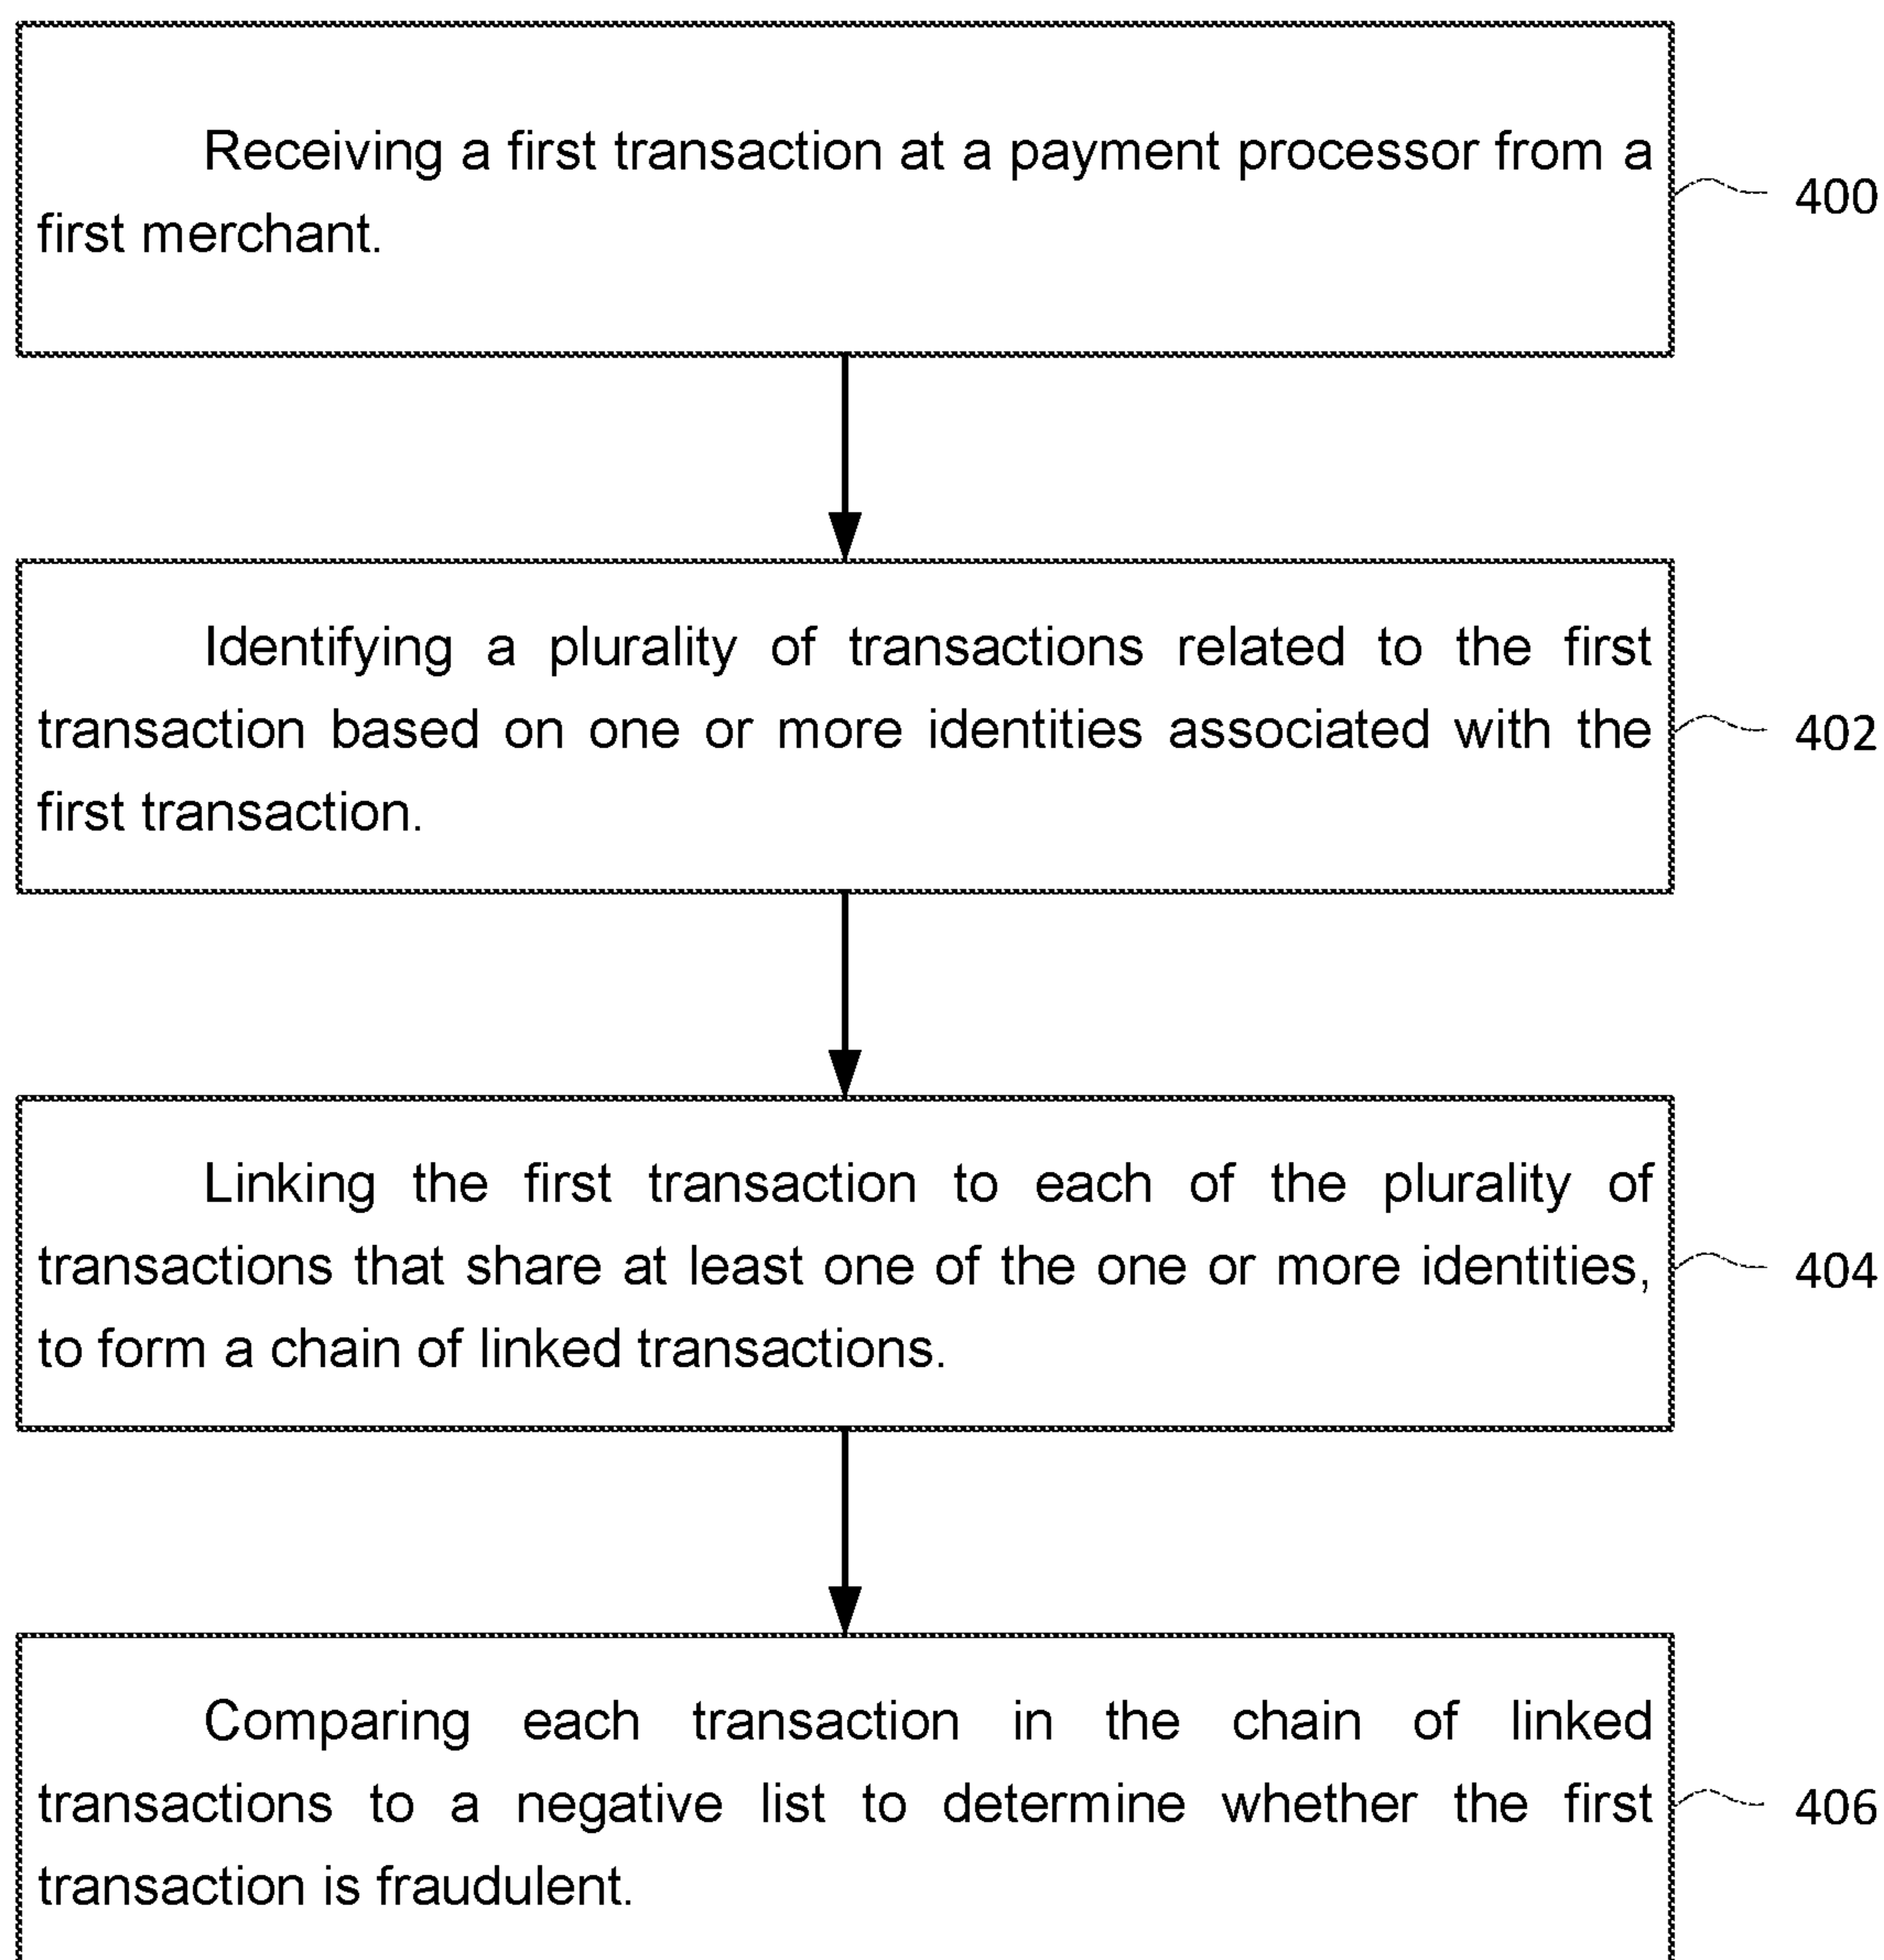 Receiving a first transaction at a payment processor from a
first merchant.
400
Identifying a plurality of transactions related to the first
transaction based on one or more identities associated with the
first transaction.
402
Linking the first transaction to each of the plurality of
transactions that share at least one of the one or more identities,
to form a chain of linked transactions.
404
Comparing each transaction in the chain of linked
transactions to a negative list to determine whether the first
transaction is fraudulent.
406